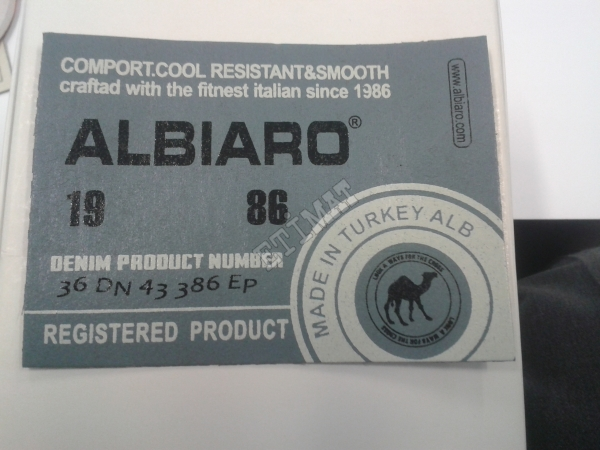 COMPORT.COOL RESISTANT&SMOOTH
craftad with the fitnest italian since 1986
www.albiaro.com
ALBIARO®
19 86
DENIM PRODUCT NUMBER
36 DN 43 386 EP
MADE IN TURKEY ALB
REGISTERED PRODUCT